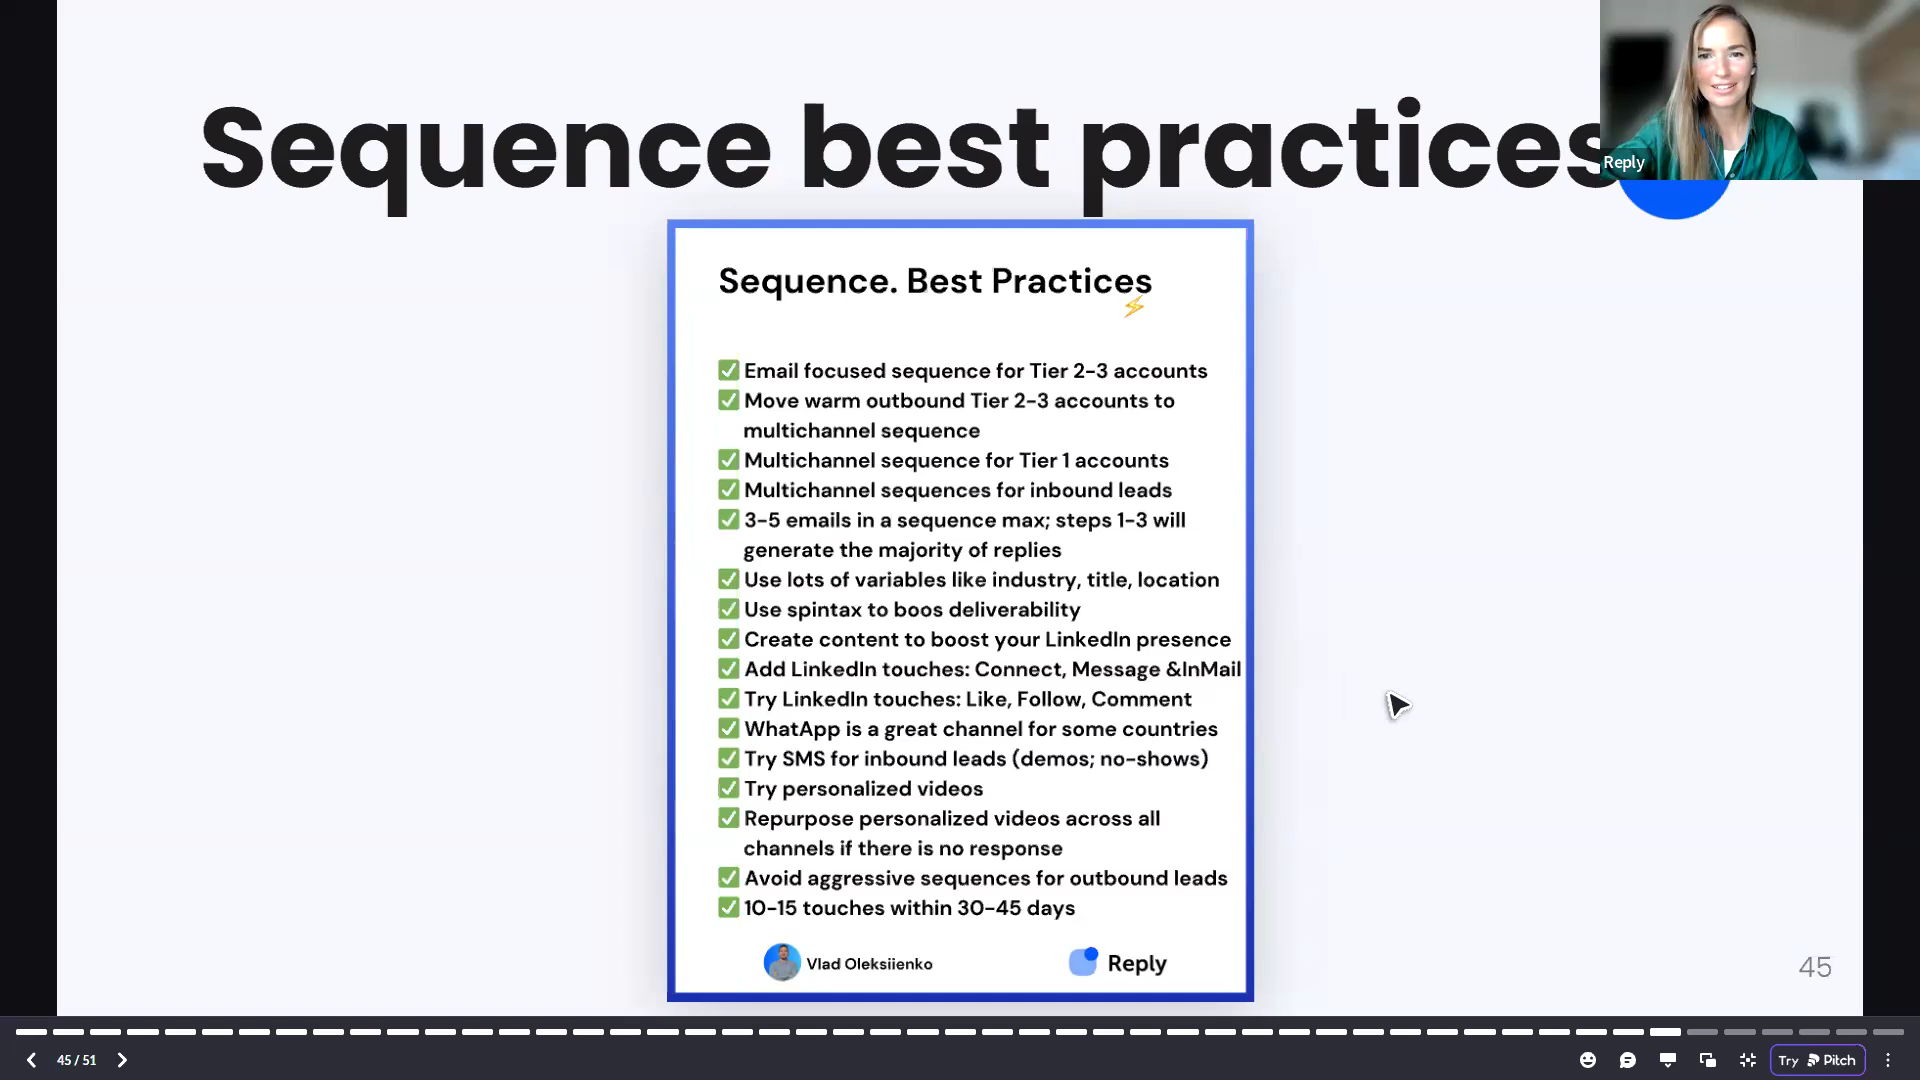 Sequence best practices
Reply
Sequence. Best Practices
Email focused sequence for Tier 2-3 accounts
Move warm outbound Tier 2-3 accounts to
multichannel sequence
Multichannel sequence for Tier 1 accounts
Multichannel sequences for inbound leads
3-5 emails in a sequence max; steps 1-3 will
generate the majority of replies
Use lots of variables like industry, title, location
Use spintax to boos deliverability
Create content to boost your LinkedIn presence
Add LinkedIn touches: Connect, Message &InMail
Try LinkedIn touches: Like, Follow, Comment
WhatApp is a great channel for some countries
Try SMS for inbound leads (demos; no-shows)
Try personalized videos
Repurpose personalized videos across all
channels if there is no response
Avoid aggressive sequences for outbound leads
10-15 touches within 30-45 days
Vlad Oleksiienko
Reply
45
45 / 51
Try Pitch